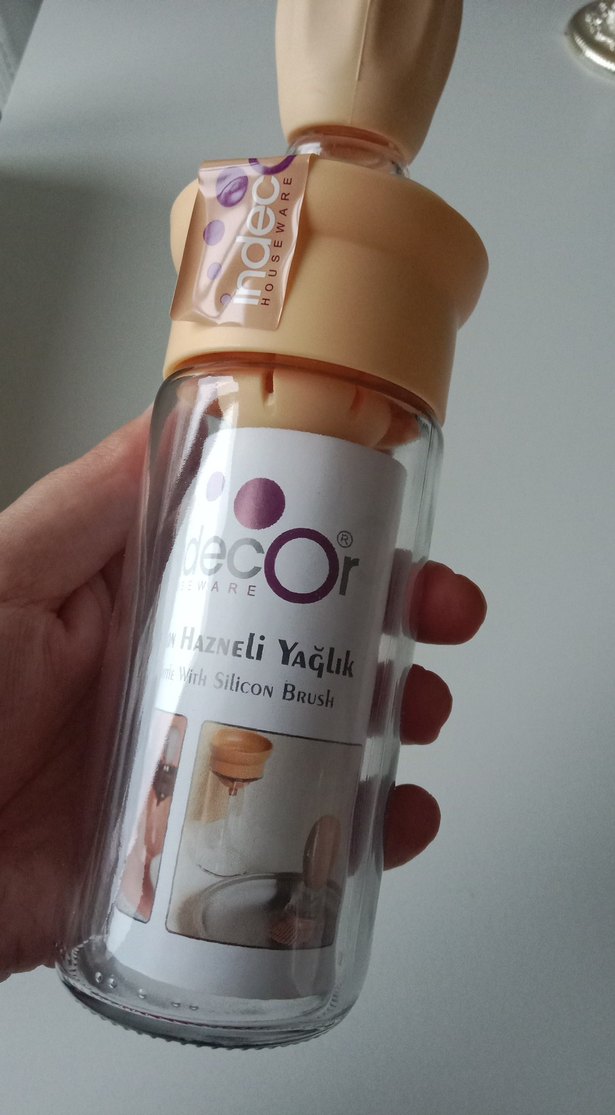 indecOr
HOUSEWARE
decOr®
EWARE
n Hazneli Yağlık
With Silicon Brush